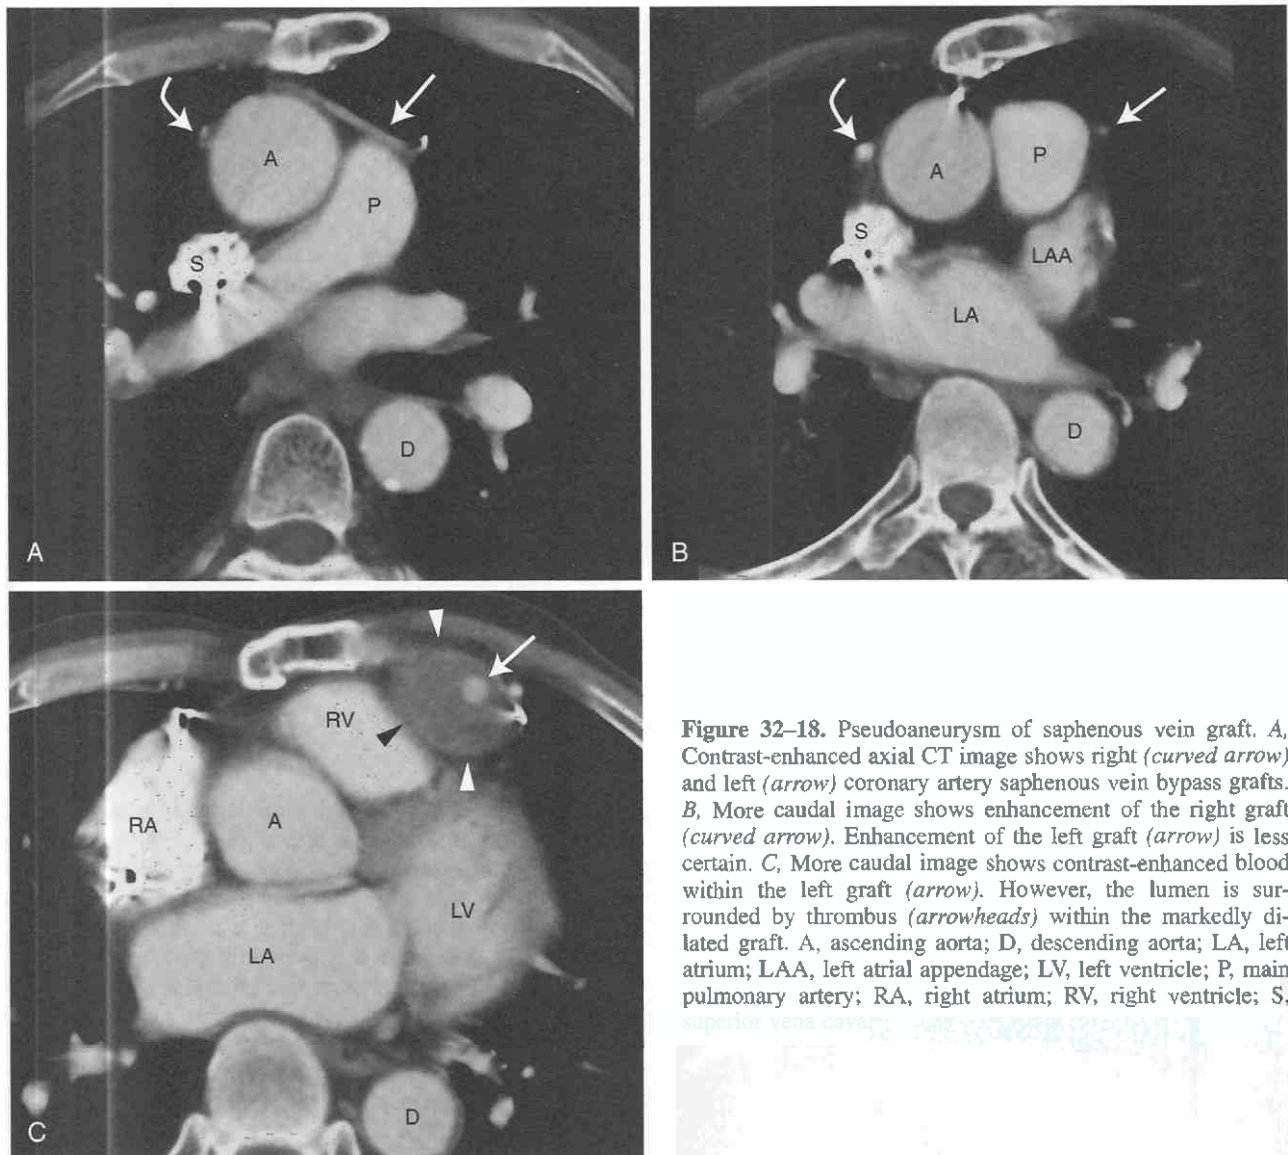 A
P
S
D
A
A
P
S
LAA
LA
D
B
RV
RA
A
LV
LA
D
C
Figure 32–18. Pseudoaneurysm of saphenous vein graft. A,
Contrast-enhanced axial CT image shows right (curved arrow)
and left (arrow) coronary artery saphenous vein bypass grafts.
B, More caudal image shows enhancement of the right graft
(curved arrow). Enhancement of the left graft (arrow) is less
certain. C, More caudal image shows contrast-enhanced blood
within the left graft (arrow). However, the lumen is sur-
rounded by thrombus (arrowheads) within the markedly di-
lated graft. A, ascending aorta; D, descending aorta; LA, left
atrium; LAA, left atrial appendage; LV, left ventricle; P, main
pulmonary artery; RA, right atrium; RV, right ventricle; S,
superior vena cava.